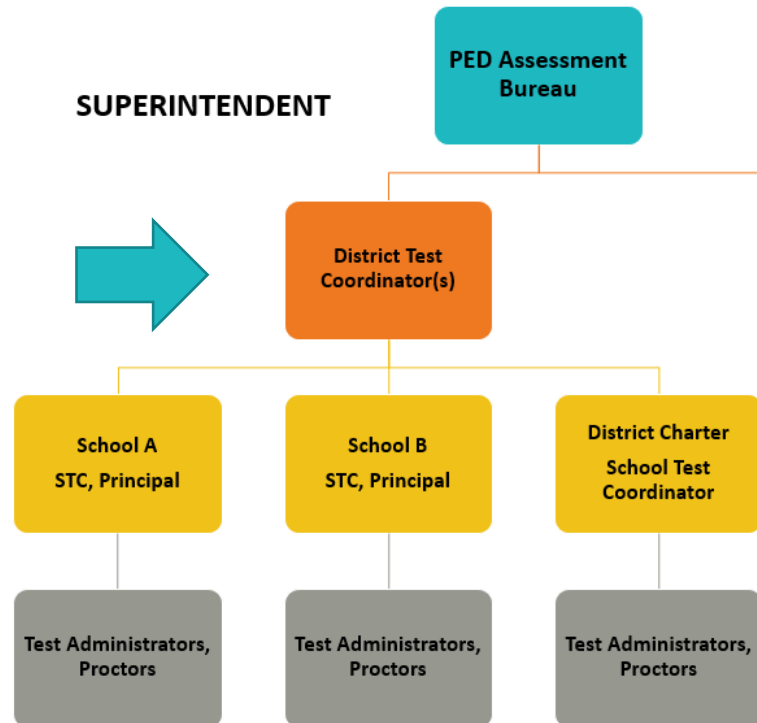 PED Assessment
Bureau
SUPERINTENDENT
District Test
Coordinator(s)
School A
STC, Principal
School B
STC, Principal
District Charter
School Test
Coordinator
Test Administrators,
Proctors
Test Administrators,
Proctors
Test Administrators,
Proctors